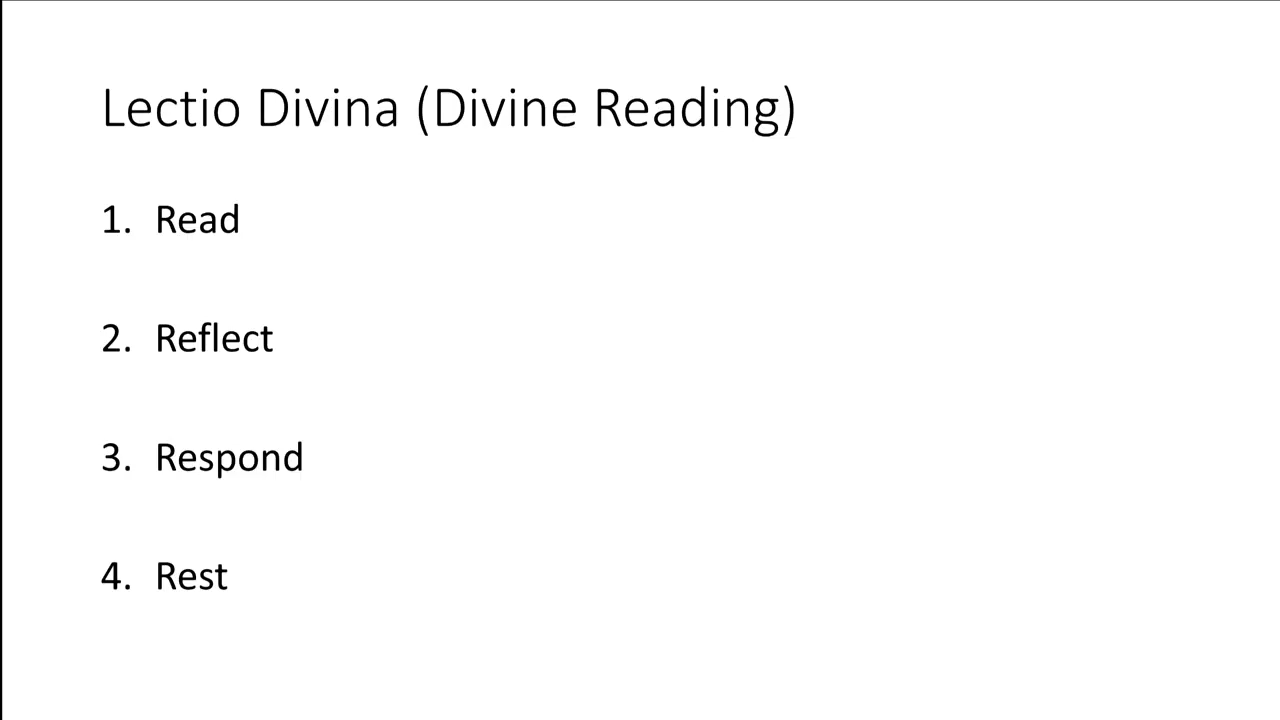 Lectio Divina (Divine Reading)
1. Read
2. Reflect
3. Respond
4. Rest